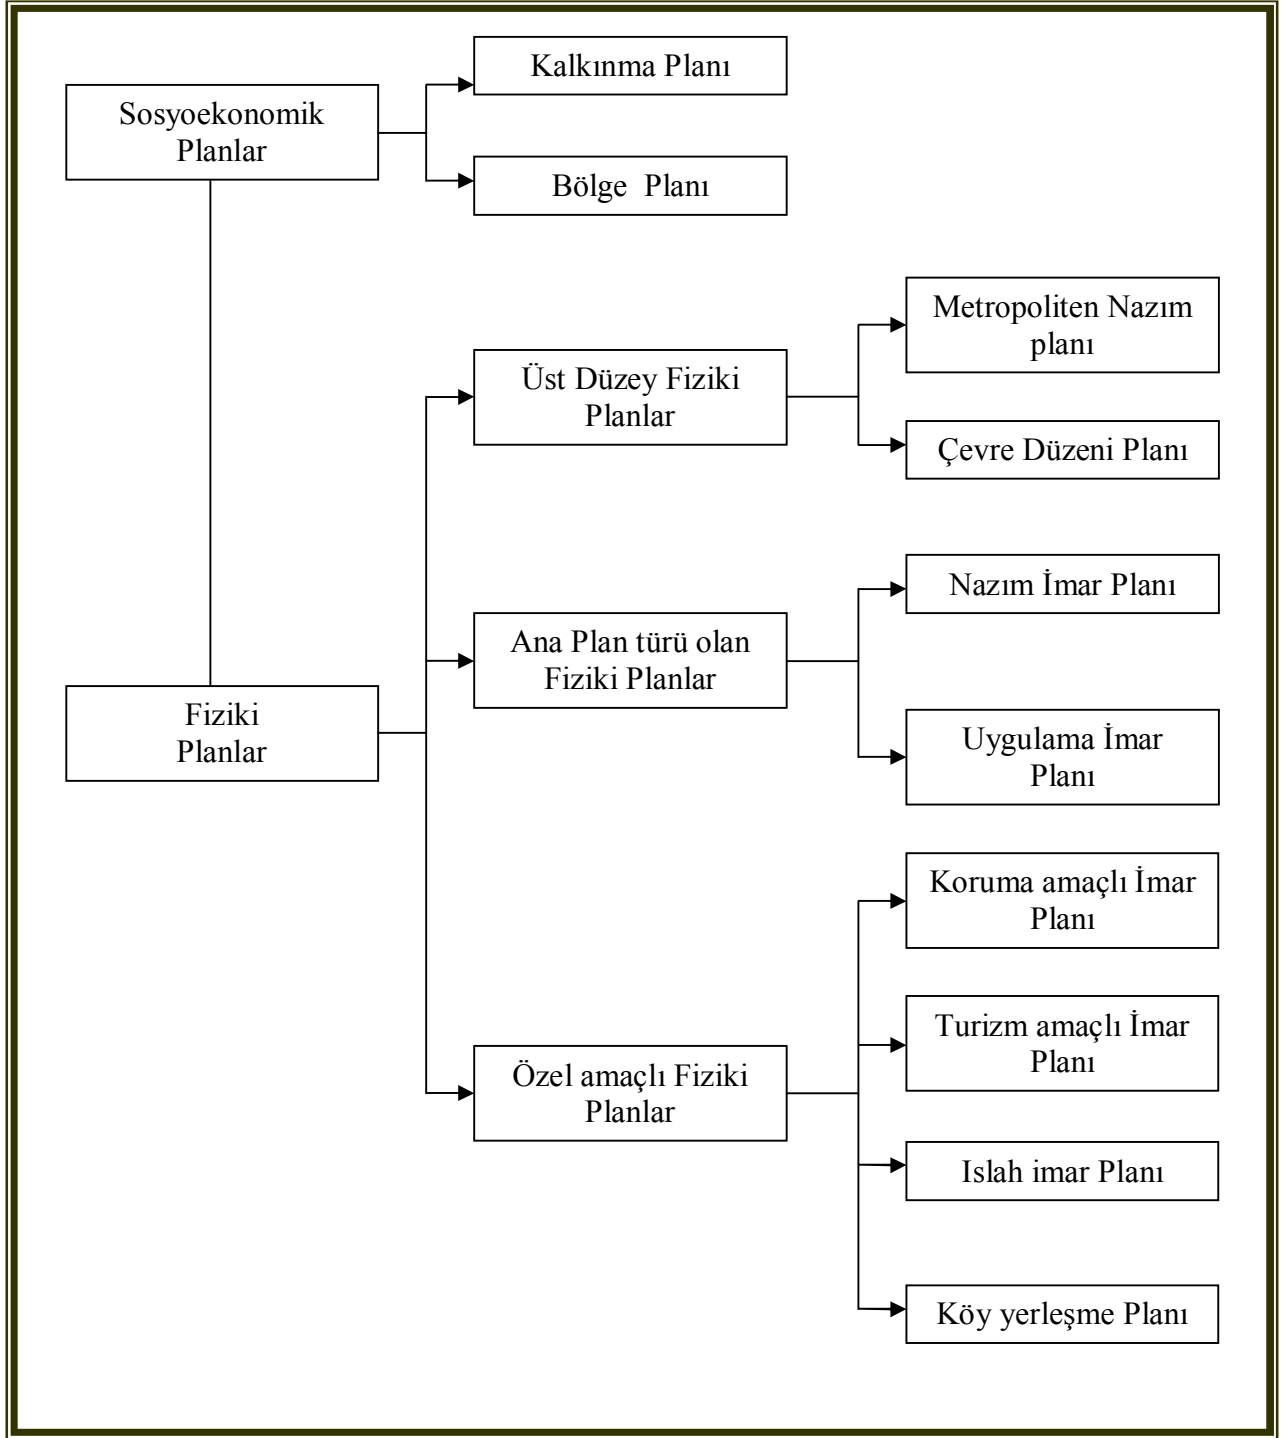 Kalkınma Planı
Sosyoekonomik
Planlar
Bölge Planı
Metropoliten Nazım
planı
Üst Düzey Fiziki
Planlar
Çevre Düzeni Planı
Nazım İmar Planı
Ana Plan türü olan
Fiziki Planlar
Fiziki
Planlar
Uygulama İmar
Planı
Koruma amaçlı İmar
Planı
Turizm amaçlı İmar
Planı
Özel amaçlı Fiziki
Planlar
Islah imar Planı
Köy yerleşme Planı